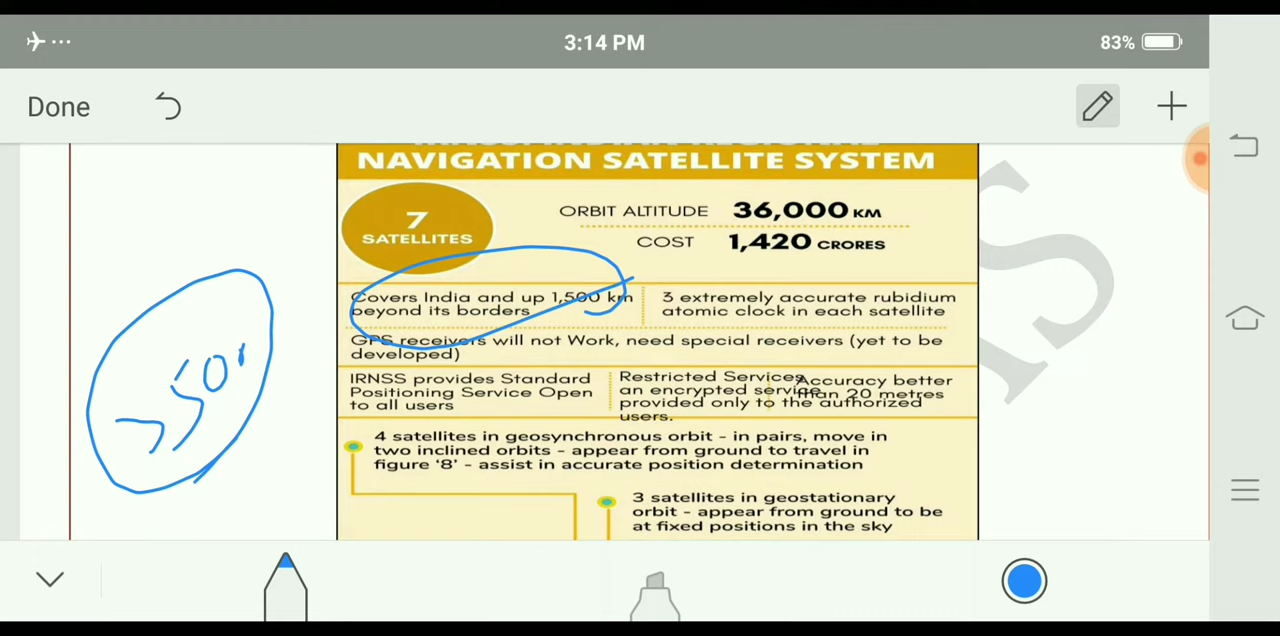 3:14 PM
83%
Done
NAVIGATION SATELLITE SYSTEM
7
SATELLITES
ORBIT ALTITUDE 36,000 KM
COST 1,420 CRORES
Covers India and up 1,500 km
beyond its borders
3 extremely accurate rubidium
atomic clock in each satellite
GPS receivers will not Work, need special receivers (yet to be
developed)
IRNSS provides Standard
Positioning Service Open
to all users
Restricted Services
an encrypted service
provided only to the authorized
users.
Accuracy better
than 20 metres
4 satellites in geosynchronous orbit - in pairs, move in
two inclined orbits - appear from ground to travel in
figure ‘8’ - assist in accurate position determination
3 satellites in geostationary
orbit - appear from ground to be
at fixed positions in the sky